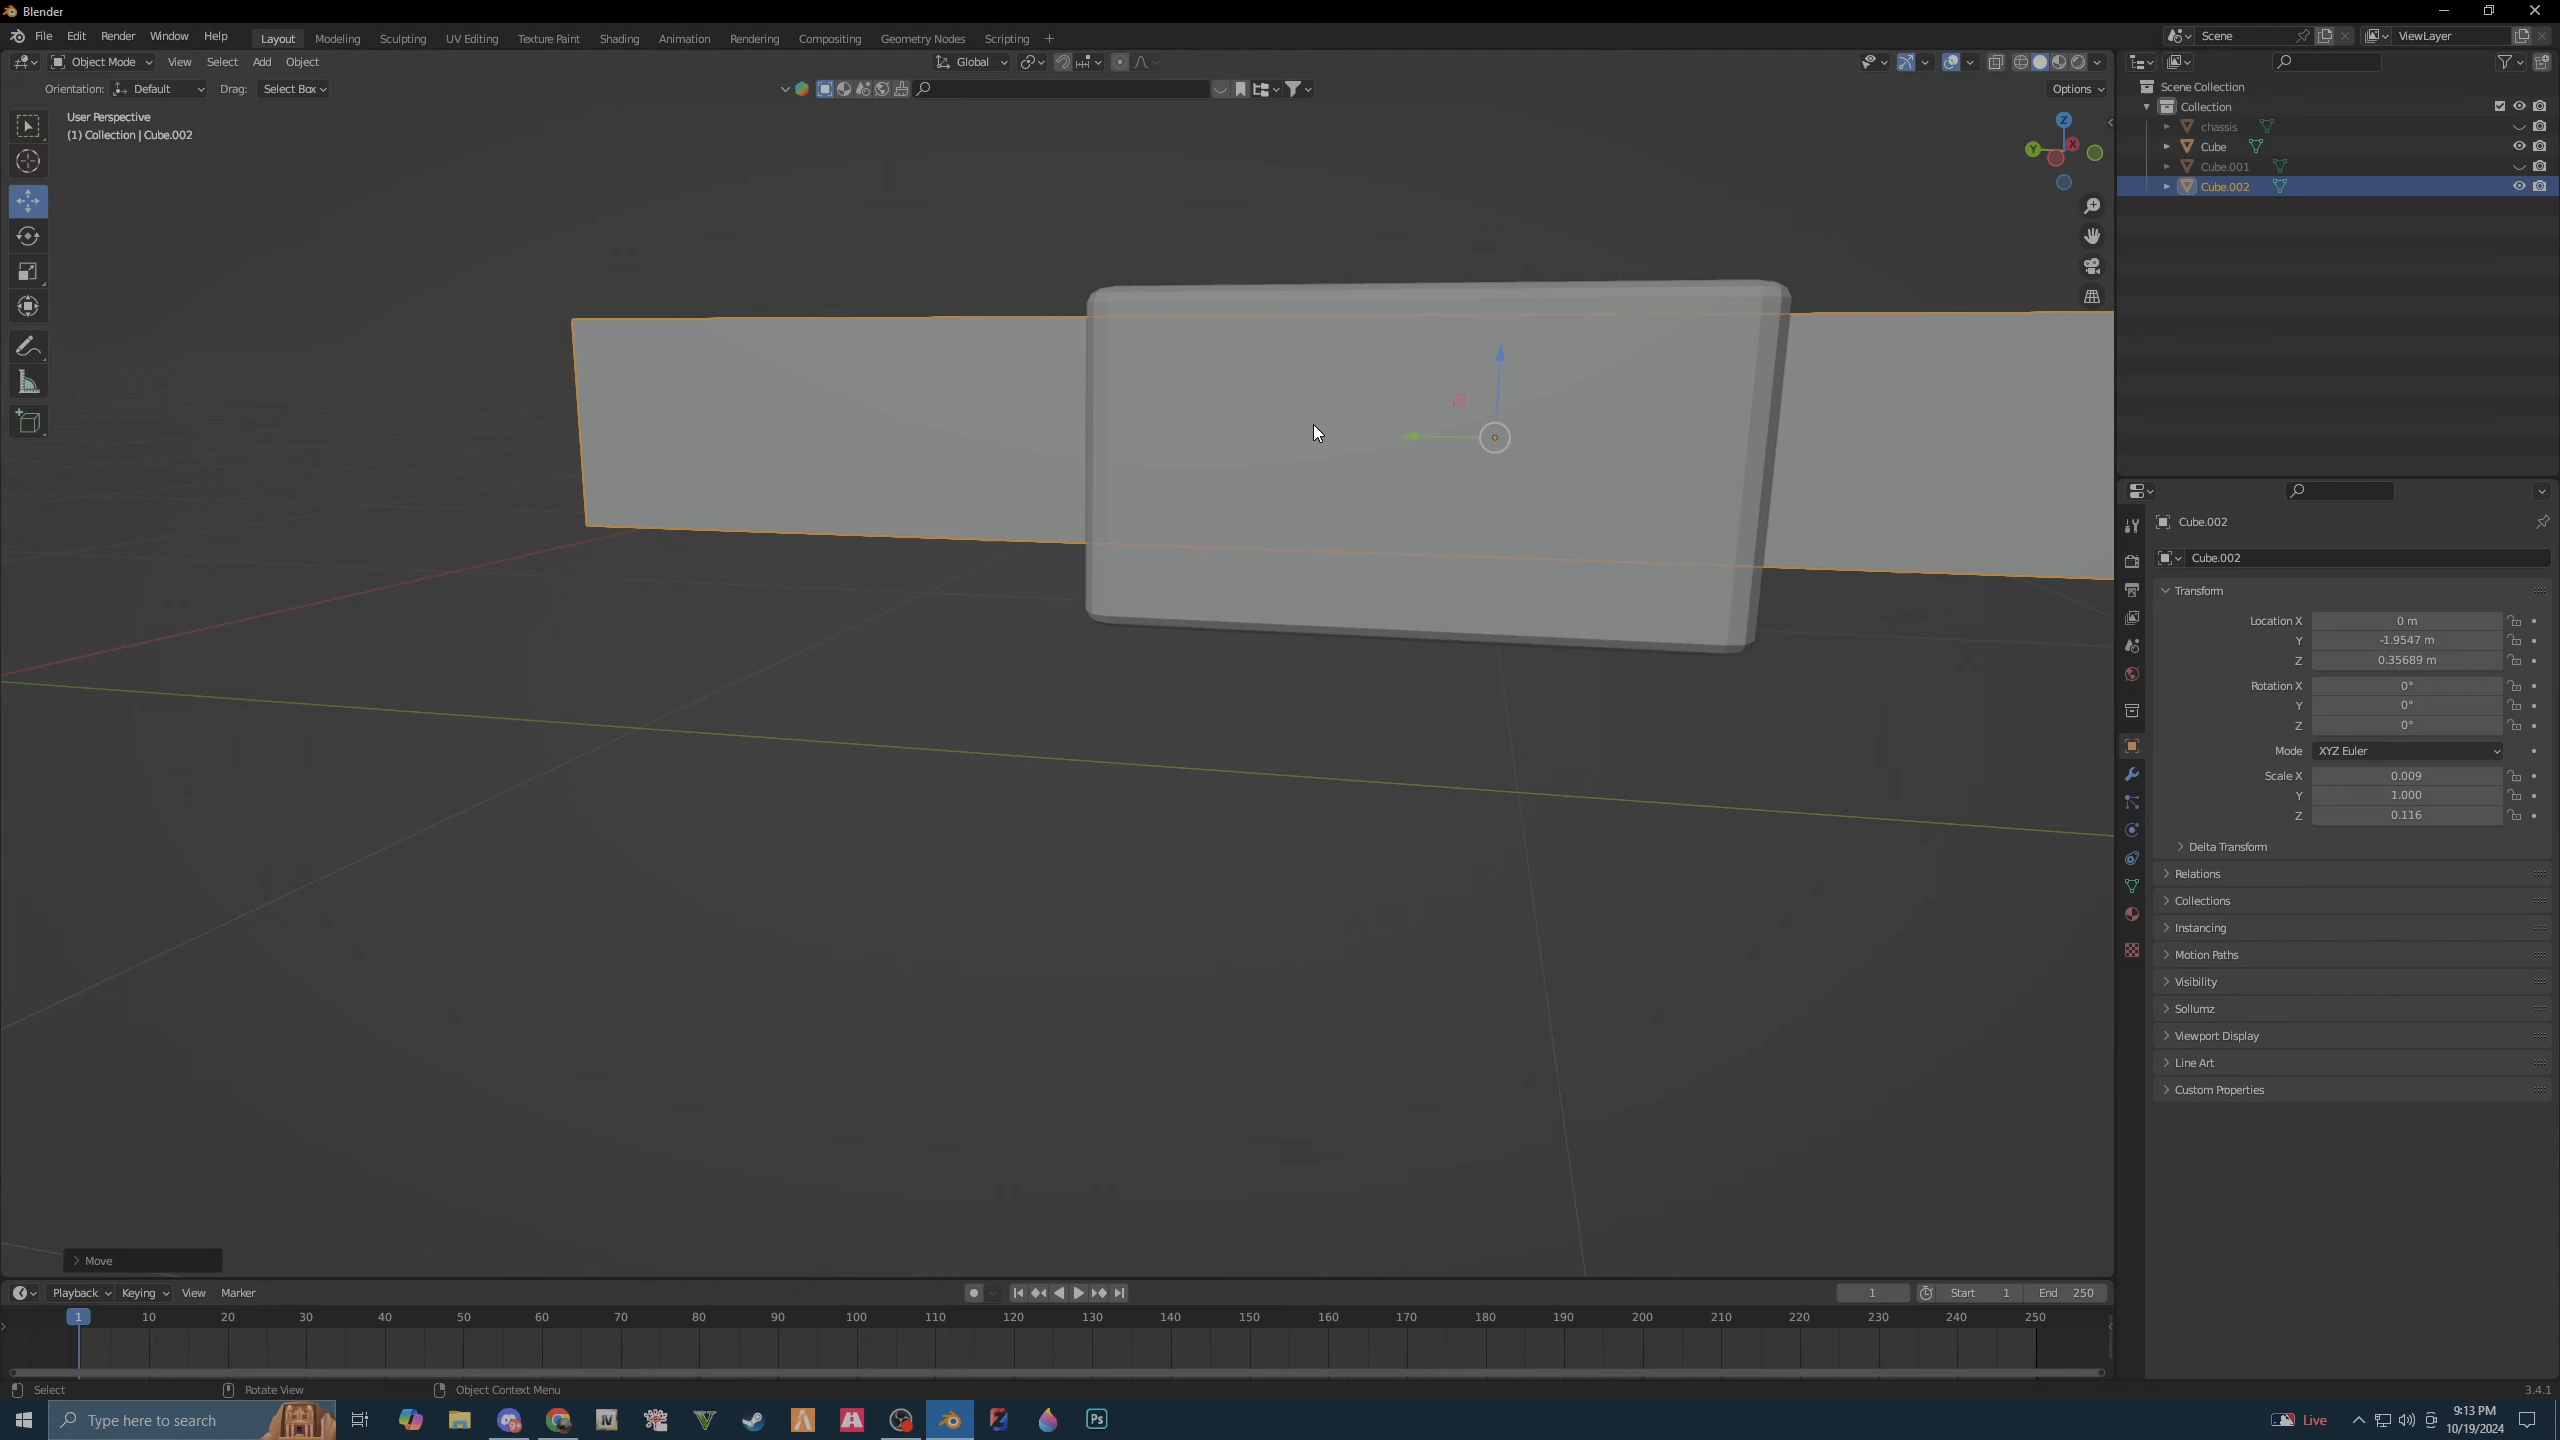 Blender
File Edit Render Window Help Layout Modeling Sculpting UV Editing Texture Paint Shading Animation Rendering Compositing Geometry Nodes Scripting + Scene ViewLayer
Object Mode View Select Add Object Global
Orientation: Default Drag: Select Box Options
User Perspective
(1) Collection | Cube.002
Z
Y X
Scene Collection
Collection
chassis
Cube
Cube.001
Cube.002
Cube.002
Cube.002
Transform
Location X 0 m
Y -1.9547 m
Z 0.35689 m
Rotation X 0°
Y 0°
Z 0°
Mode XYZ Euler
Scale X 0.009
Y 1.000
Z 0.116
Delta Transform
Relations
Collections
Instancing
Motion Paths
Visibility
Sollumz
Viewport Display
Line Art
Custom Properties
Move
Playback Keying View Marker 1 Start 1 End 250
1 10 20 30 40 50 60 70 80 90 100 110 120 130 140 150 160 170 180 190 200 210 220 230 240 250
Select Rotate View Object Context Menu 3.4.1
Type here to search 9+ V Ps Live 9:13 PM
10/19/2024